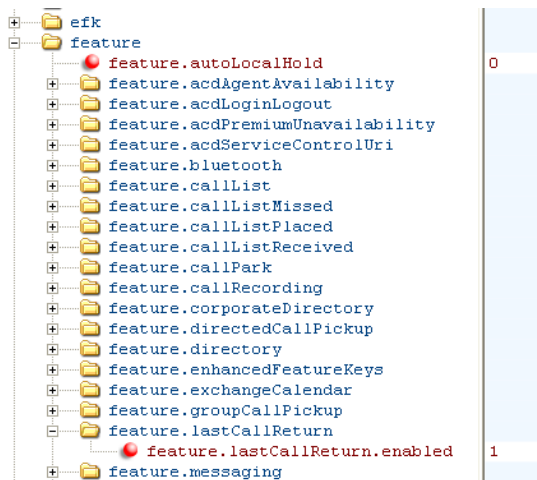 efk
feature
feature.autoLocalHold 0
feature.acdAgentAvailability
feature.acdLoginLogout
feature.acdPremiumUnavailability
feature.acdServiceControlUri
feature.bluetooth
feature.callList
feature.callListMissed
feature.callListPlaced
feature.callListReceived
feature.callPark
feature.callRecording
feature.corporateDirectory
feature.directedCallPickup
feature.directory
feature.enhancedFeatureKeys
feature.exchangeCalendar
feature.groupCallPickup
feature.lastCallReturn
feature.lastCallReturn.enabled 1
feature.messaging